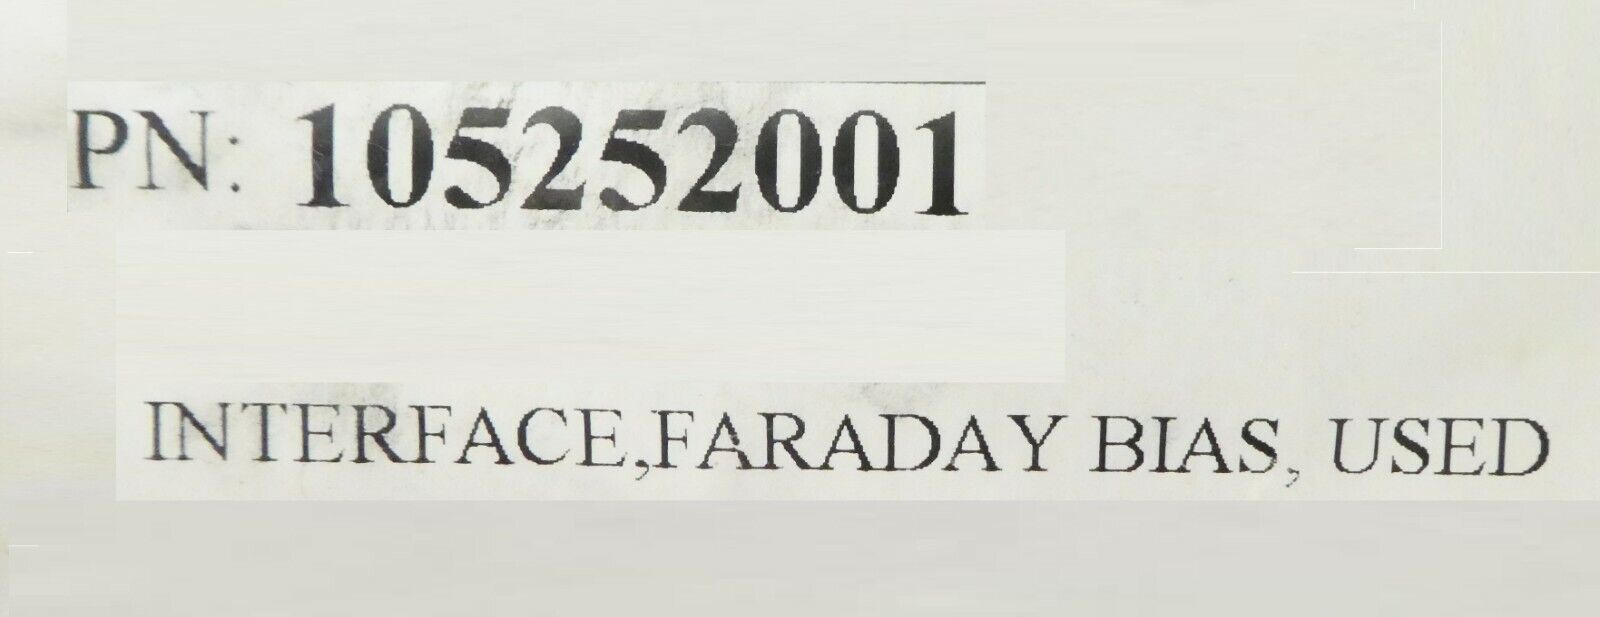 PN: 105252001
INTERFACE,FARADAY BIAS, USED